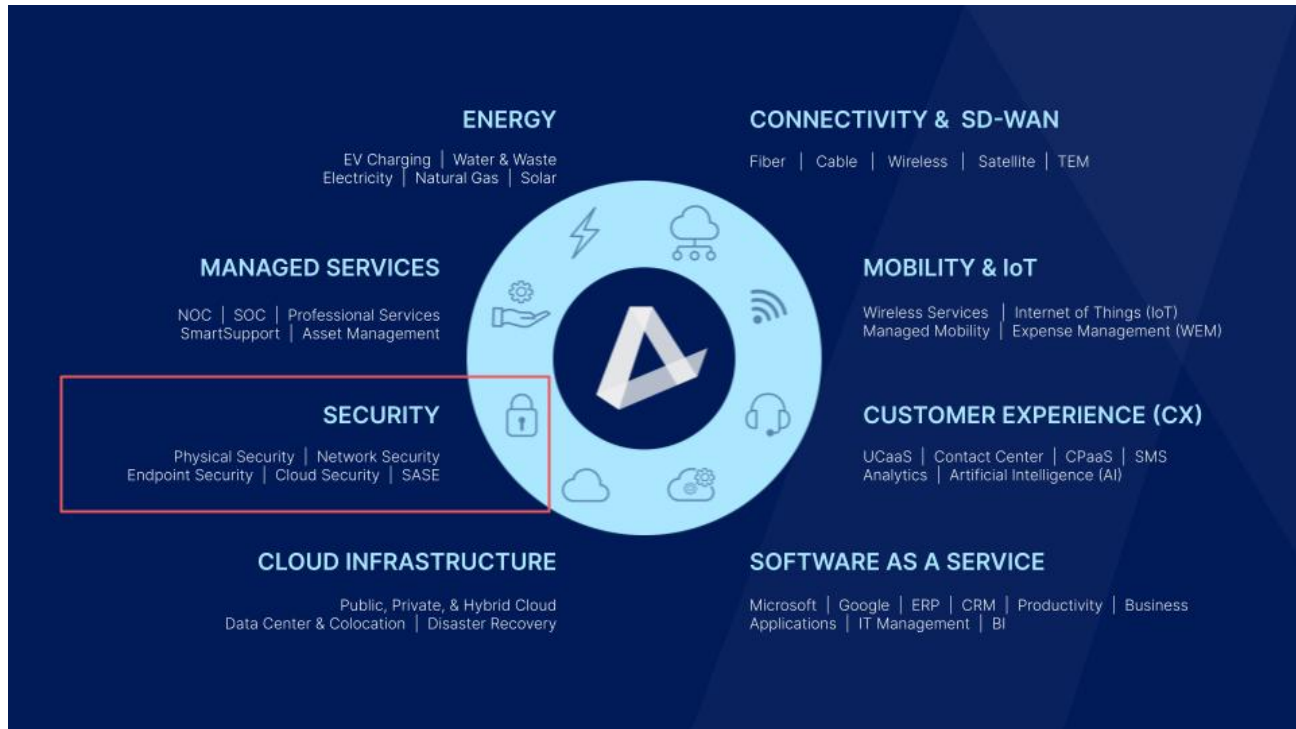 ENERGY
EV Charging | Water & Waste
Electricity | Natural Gas | Solar
CONNECTIVITY & SD-WAN
Fiber | Cable | Wireless | Satellite | TEM
MANAGED SERVICES
NOC | SOC | Professional Services
SmartSupport | Asset Management
MOBILITY & IoT
Wireless Services | Internet of Things (IoT)
Managed Mobility | Expense Management (WEM)
SECURITY
Physical Security | Network Security
Endpoint Security | Cloud Security | SASE
CUSTOMER EXPERIENCE (CX)
UCaaS | Contact Center | CPaaS | SMS
Analytics | Artificial Intelligence (AI)
CLOUD INFRASTRUCTURE
Public, Private, & Hybrid Cloud
Data Center & Colocation | Disaster Recovery
SOFTWARE AS A SERVICE
Microsoft | Google | ERP | CRM | Productivity | Business
Applications | IT Management | BI